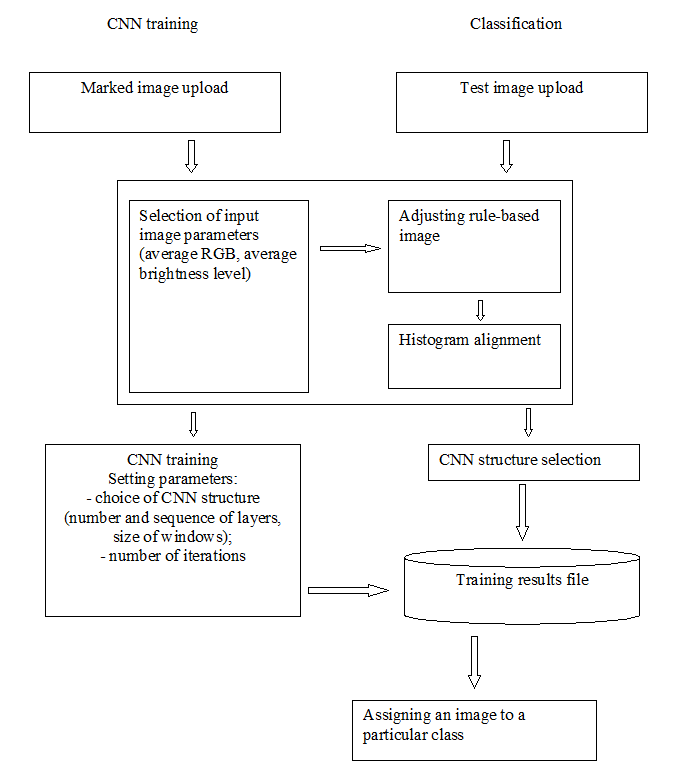 CNN training
Classification
Marked image upload
Test image upload
Selection of input
image parameters
(average RGB, average
brightness level)
Adjusting rule-based
image
Histogram alignment
CNN training
Setting parameters:
- choice of CNN structure
(number and sequence of layers,
size of windows);
- number of iterations
CNN structure selection
Training results file
Assigning an image to a
particular class